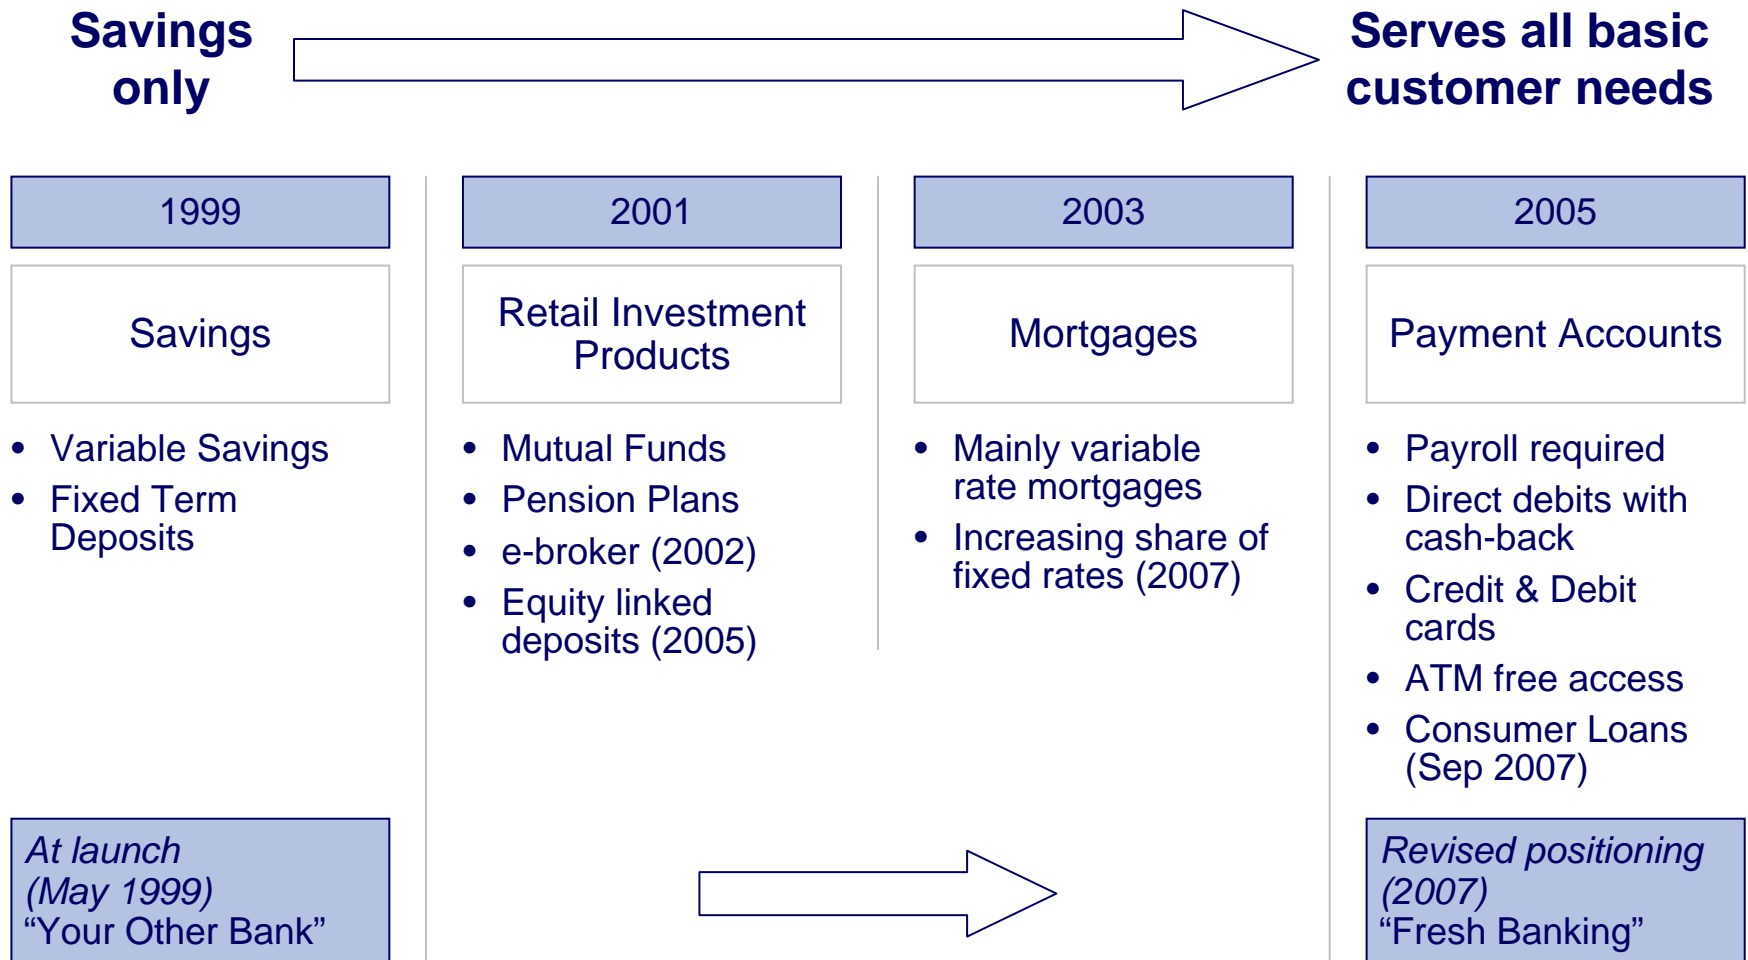 Savings
only
Serves all basic
customer needs
1999
Savings
• Variable Savings
• Fixed Term
Deposits
At launch
(May 1999)
“Your Other Bank”
2001
Retail Investment
Products
• Mutual Funds
• Pension Plans
• e-broker (2002)
• Equity linked
deposits (2005)
2003
Mortgages
• Mainly variable
rate mortgages
• Increasing share of
fixed rates (2007)
2005
Payment Accounts
• Payroll required
• Direct debits with
cash-back
• Credit & Debit
cards
• ATM free access
• Consumer Loans
(Sep 2007)
Revised positioning
(2007)
“Fresh Banking”